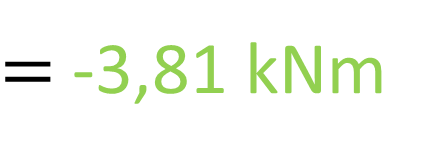 = -3,81 kNm